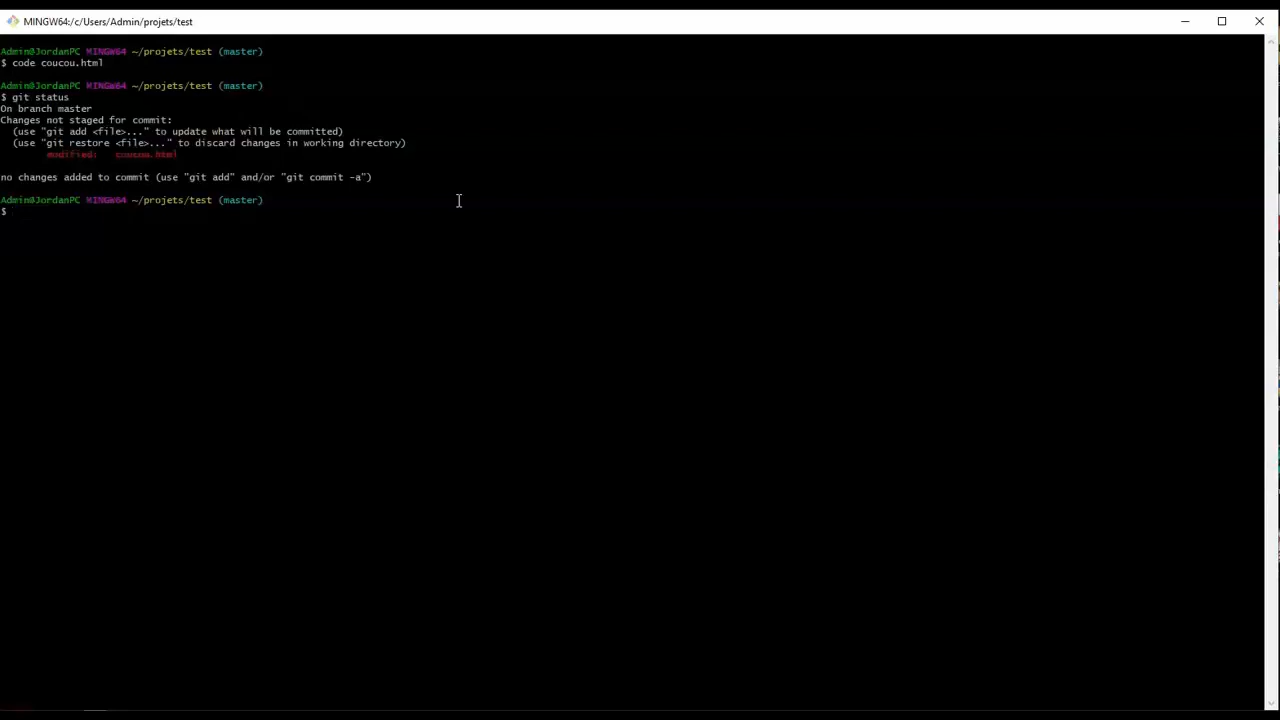 MINGW64:/c/Users/Admin/projets/test
Admin@JordanPC MINGW64 ~/projets/test (master)
$ code coucou.html
Admin@JordanPC MINGW64 ~/projets/test (master)
$ git status
On branch master
Changes not staged for commit:
(use "git add <file>..." to update what will be committed)
(use "git restore <file>..." to discard changes in working directory)
modified: coucou.html
no changes added to commit (use "git add" and/or "git commit -a")
Admin@JordanPC MINGW64 ~/projets/test (master)
$